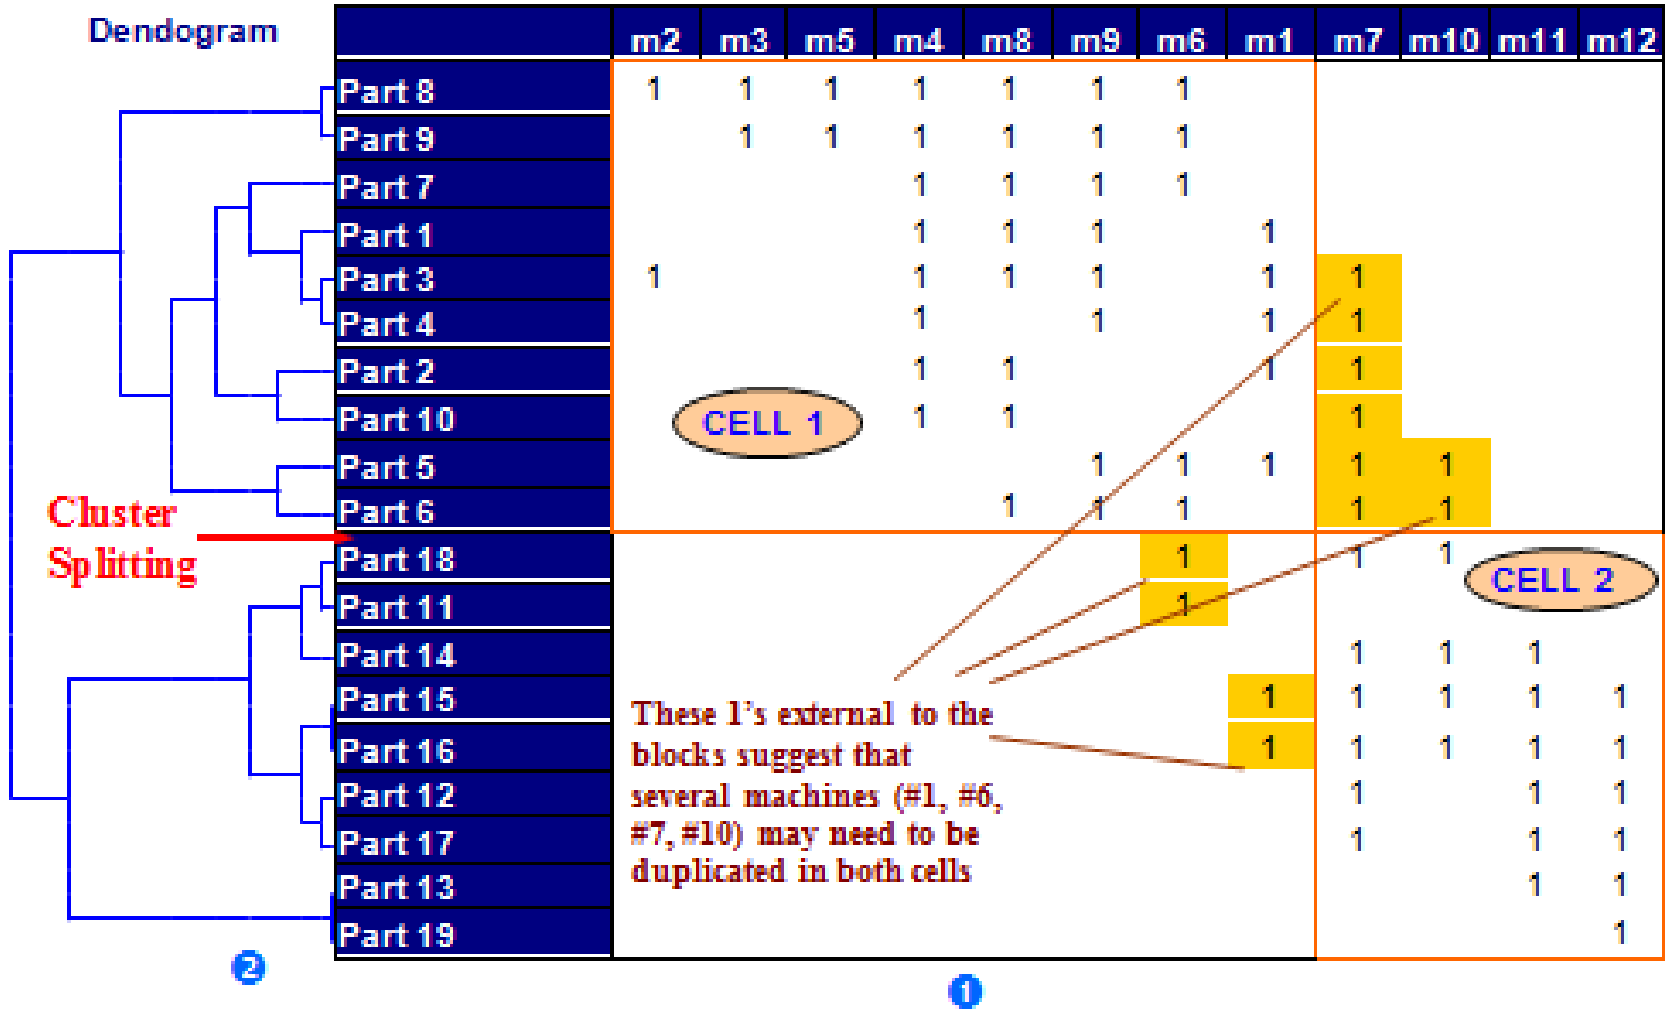 Dendogram m2 m3 m5 m4 m8 m9 m6 m1 m7 m10 m11 m12
Part 8 1 1 1 1 1 1 1
Part 9 1 1 1 1 1 1
Part 7 1 1 1 1
Part 1 1 1 1 1
Part 3 1 1 1 1 1 1
Part 4 1 1 1 1
Part 2 1 1 1 1
Part 10 1 1 1
CELL 1
Part 5 1 1 1 1 1
Part 6 1 1 1 1 1
Cluster
Splitting
Part 18 1 1 1
CELL 2
Part 11 1
Part 14 1 1 1
Part 15 1 1 1 1 1
Part 16 1 1 1 1 1
Part 12 1 1 1
Part 17 1 1 1
Part 13 1 1
Part 19 1
These 1's external to the
blocks suggest that
several machines (#1, #6,
#7, #10) may need to be
duplicated in both cells
2
1